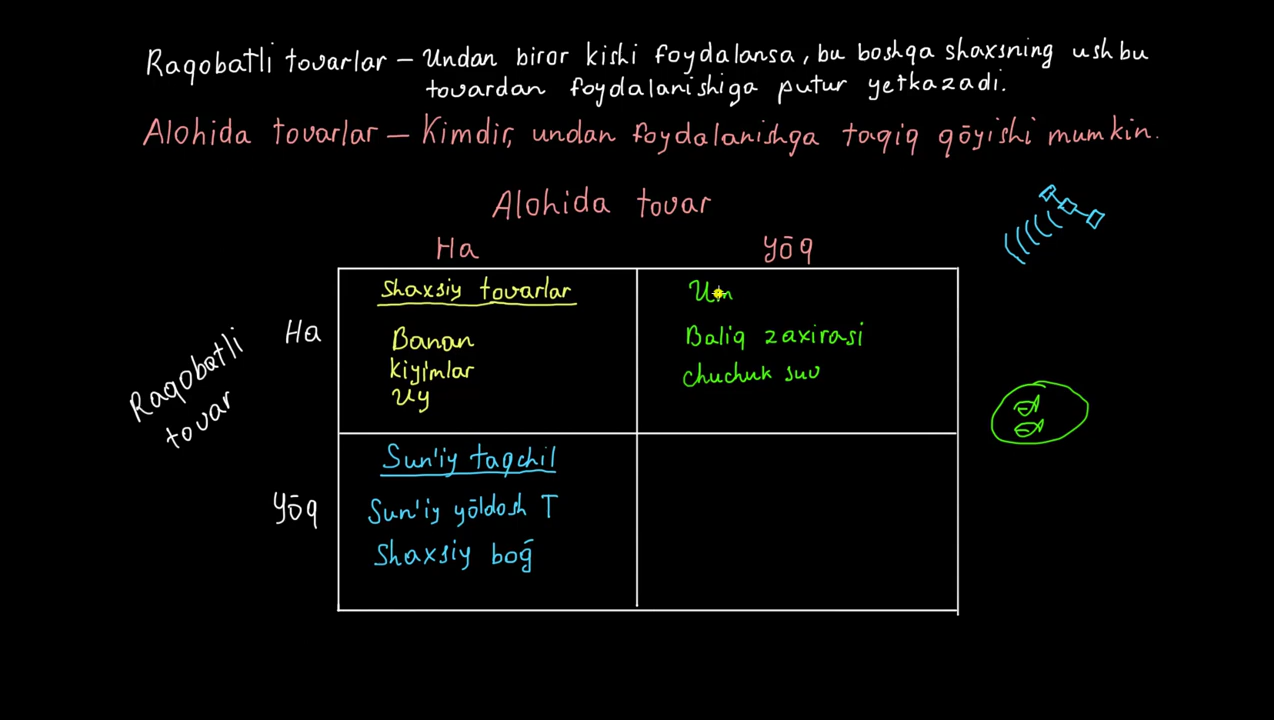 Raqobatli tovarlar – Undan biror kishi foydalansa, bu boshqa shaxsning ushbu
tovardan foydalanishiga putur yetkazadi.
Alohida tovarlar – Kimdir, undan foydalanishga taqiq qōyishi mumkin.
Alohida tovar
Ha
Yōq
Raqobatli
tovar
Ha
Shaxsiy tovarlar
Banan
kiyimlar
Uy
Um
Baliq zaxirasi
Chuchuk suv
Yōq
Sun'iy taqchil
Sun'iy yōldosh T
Shaxsiy boḡ